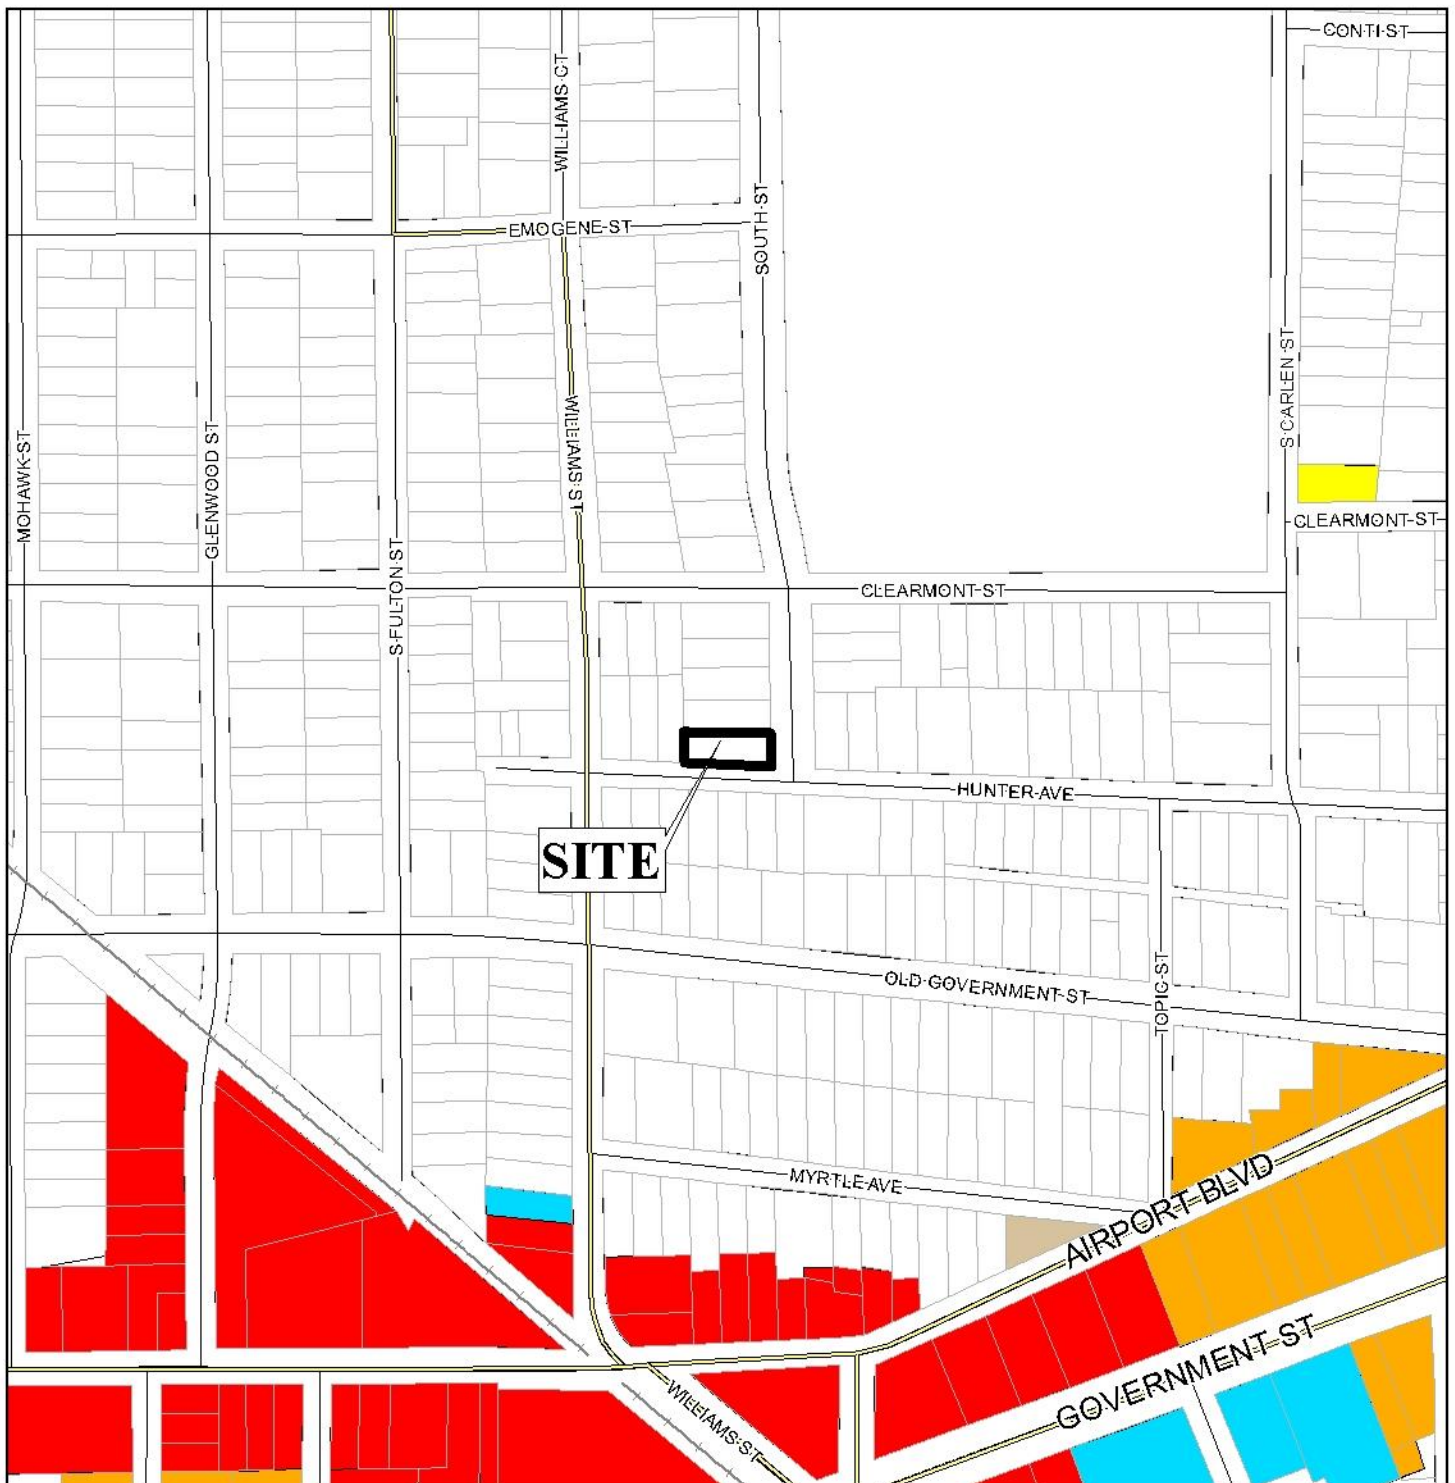 CONTI ST
WILLIAMS CT
EMOGENE ST
SOUTH ST
S CARLEN ST
MOHAWK ST
GLENWOOD ST
WILLIAMS ST
CLEARMONT ST
S FULTON ST
CLEARMONT ST
HUNTER AVE
SITE
OLD GOVERNMENT ST
TOPIC ST
MYRTLE AVE
AIRPORT BLVD
GOVERNMENT ST
WILLIAMS ST